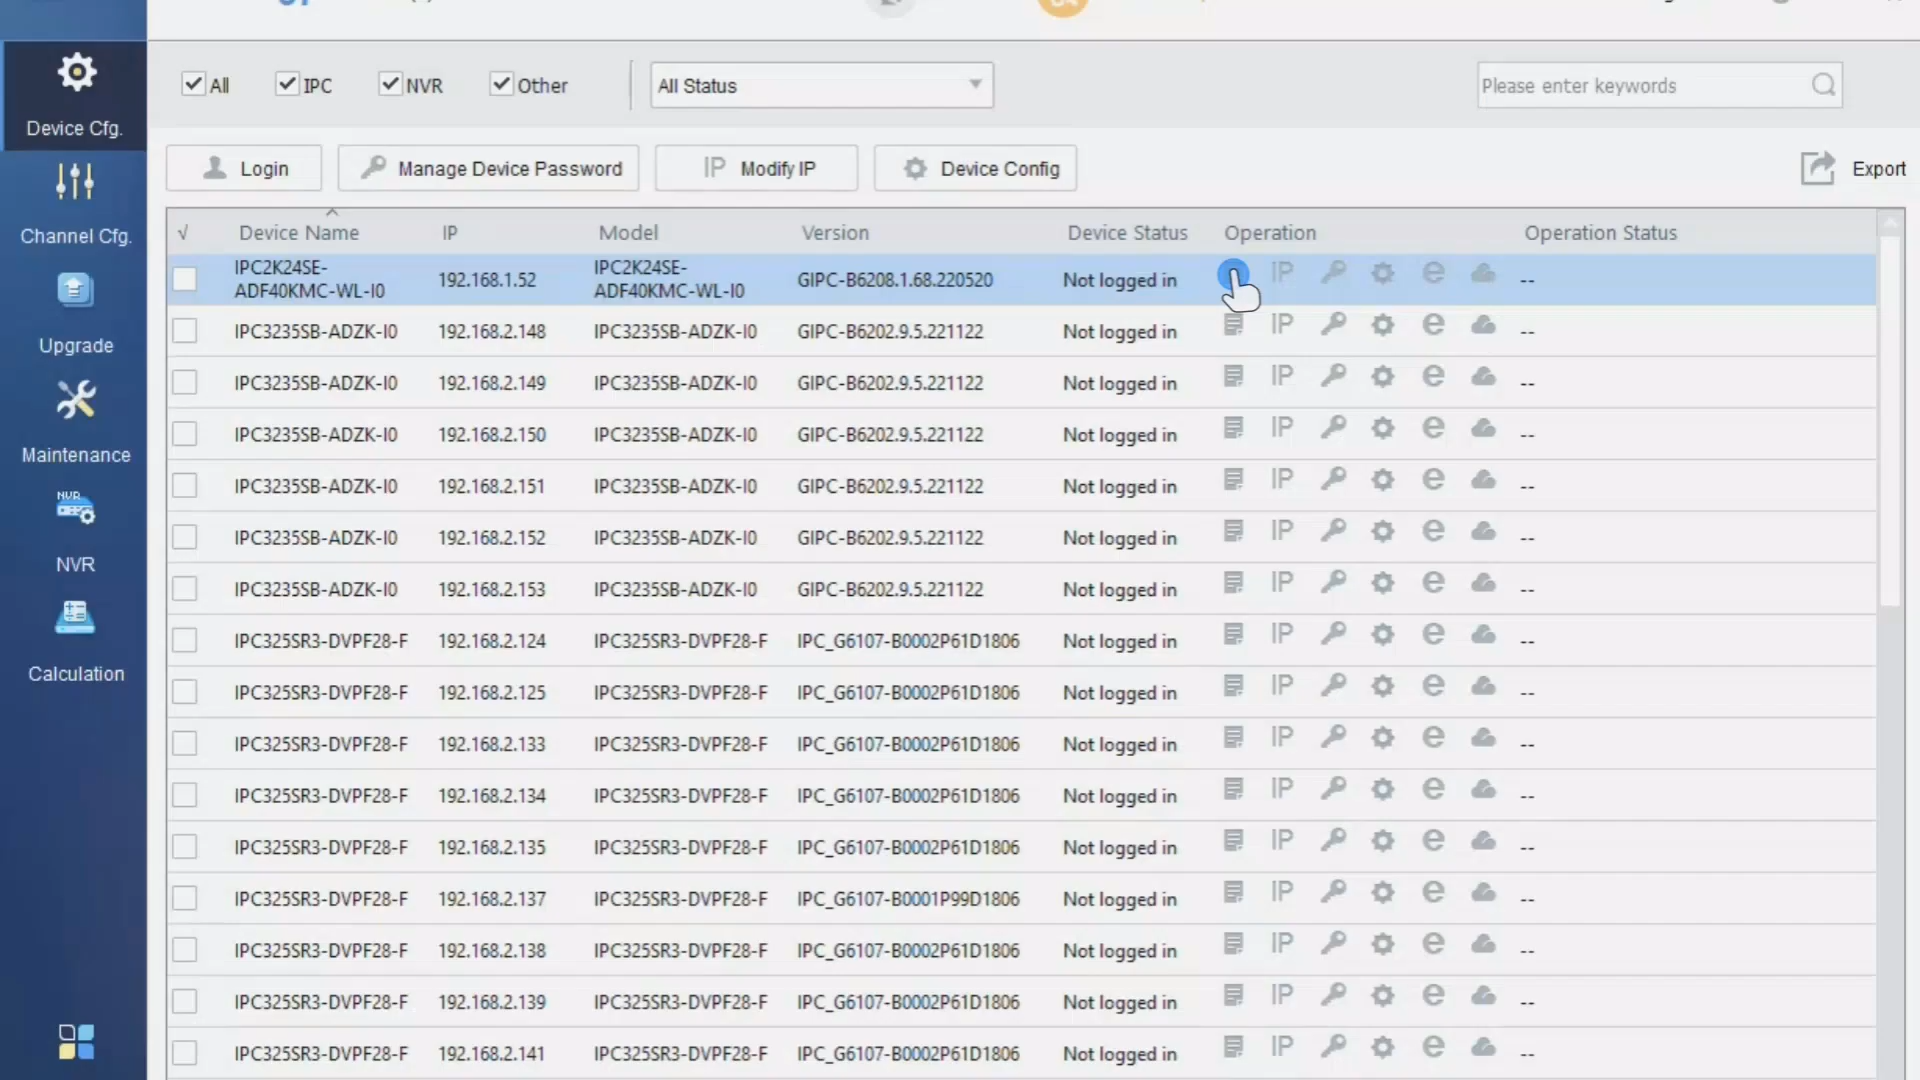 All IPC NVR Other All Status Please enter keywords
Login Manage Device Password IP Modify IP Device Config Export
√ Device Name IP Model Version Device Status Operation Operation Status
IPC2K24SE-ADF40KMC-WL-I0 192.168.1.52 IPC2K24SE-ADF40KMC-WL-I0 GIPC-B6208.1.68.220520 Not logged in IP --
IPC3235SB-ADZK-I0 192.168.2.148 IPC3235SB-ADZK-I0 GIPC-B6202.9.5.221122 Not logged in IP --
IPC3235SB-ADZK-I0 192.168.2.149 IPC3235SB-ADZK-I0 GIPC-B6202.9.5.221122 Not logged in IP --
IPC3235SB-ADZK-I0 192.168.2.150 IPC3235SB-ADZK-I0 GIPC-B6202.9.5.221122 Not logged in IP --
IPC3235SB-ADZK-I0 192.168.2.151 IPC3235SB-ADZK-I0 GIPC-B6202.9.5.221122 Not logged in IP --
IPC3235SB-ADZK-I0 192.168.2.152 IPC3235SB-ADZK-I0 GIPC-B6202.9.5.221122 Not logged in IP --
IPC3235SB-ADZK-I0 192.168.2.153 IPC3235SB-ADZK-I0 GIPC-B6202.9.5.221122 Not logged in IP --
IPC325SR3-DVPF28-F 192.168.2.124 IPC325SR3-DVPF28-F IPC_G6107-B0002P61D1806 Not logged in IP --
IPC325SR3-DVPF28-F 192.168.2.125 IPC325SR3-DVPF28-F IPC_G6107-B0002P61D1806 Not logged in IP --
IPC325SR3-DVPF28-F 192.168.2.133 IPC325SR3-DVPF28-F IPC_G6107-B0002P61D1806 Not logged in IP --
IPC325SR3-DVPF28-F 192.168.2.134 IPC325SR3-DVPF28-F IPC_G6107-B0002P61D1806 Not logged in IP --
IPC325SR3-DVPF28-F 192.168.2.135 IPC325SR3-DVPF28-F IPC_G6107-B0002P61D1806 Not logged in IP --
IPC325SR3-DVPF28-F 192.168.2.137 IPC325SR3-DVPF28-F IPC_G6107-B0001P99D1806 Not logged in IP --
IPC325SR3-DVPF28-F 192.168.2.138 IPC325SR3-DVPF28-F IPC_G6107-B0002P61D1806 Not logged in IP --
IPC325SR3-DVPF28-F 192.168.2.139 IPC325SR3-DVPF28-F IPC_G6107-B0002P61D1806 Not logged in IP --
IPC325SR3-DVPF28-F 192.168.2.141 IPC325SR3-DVPF28-F IPC_G6107-B0002P61D1806 Not logged in IP --
Device Cfg.
Channel Cfg.
Upgrade
Maintenance
NVR
NVR
Calculation